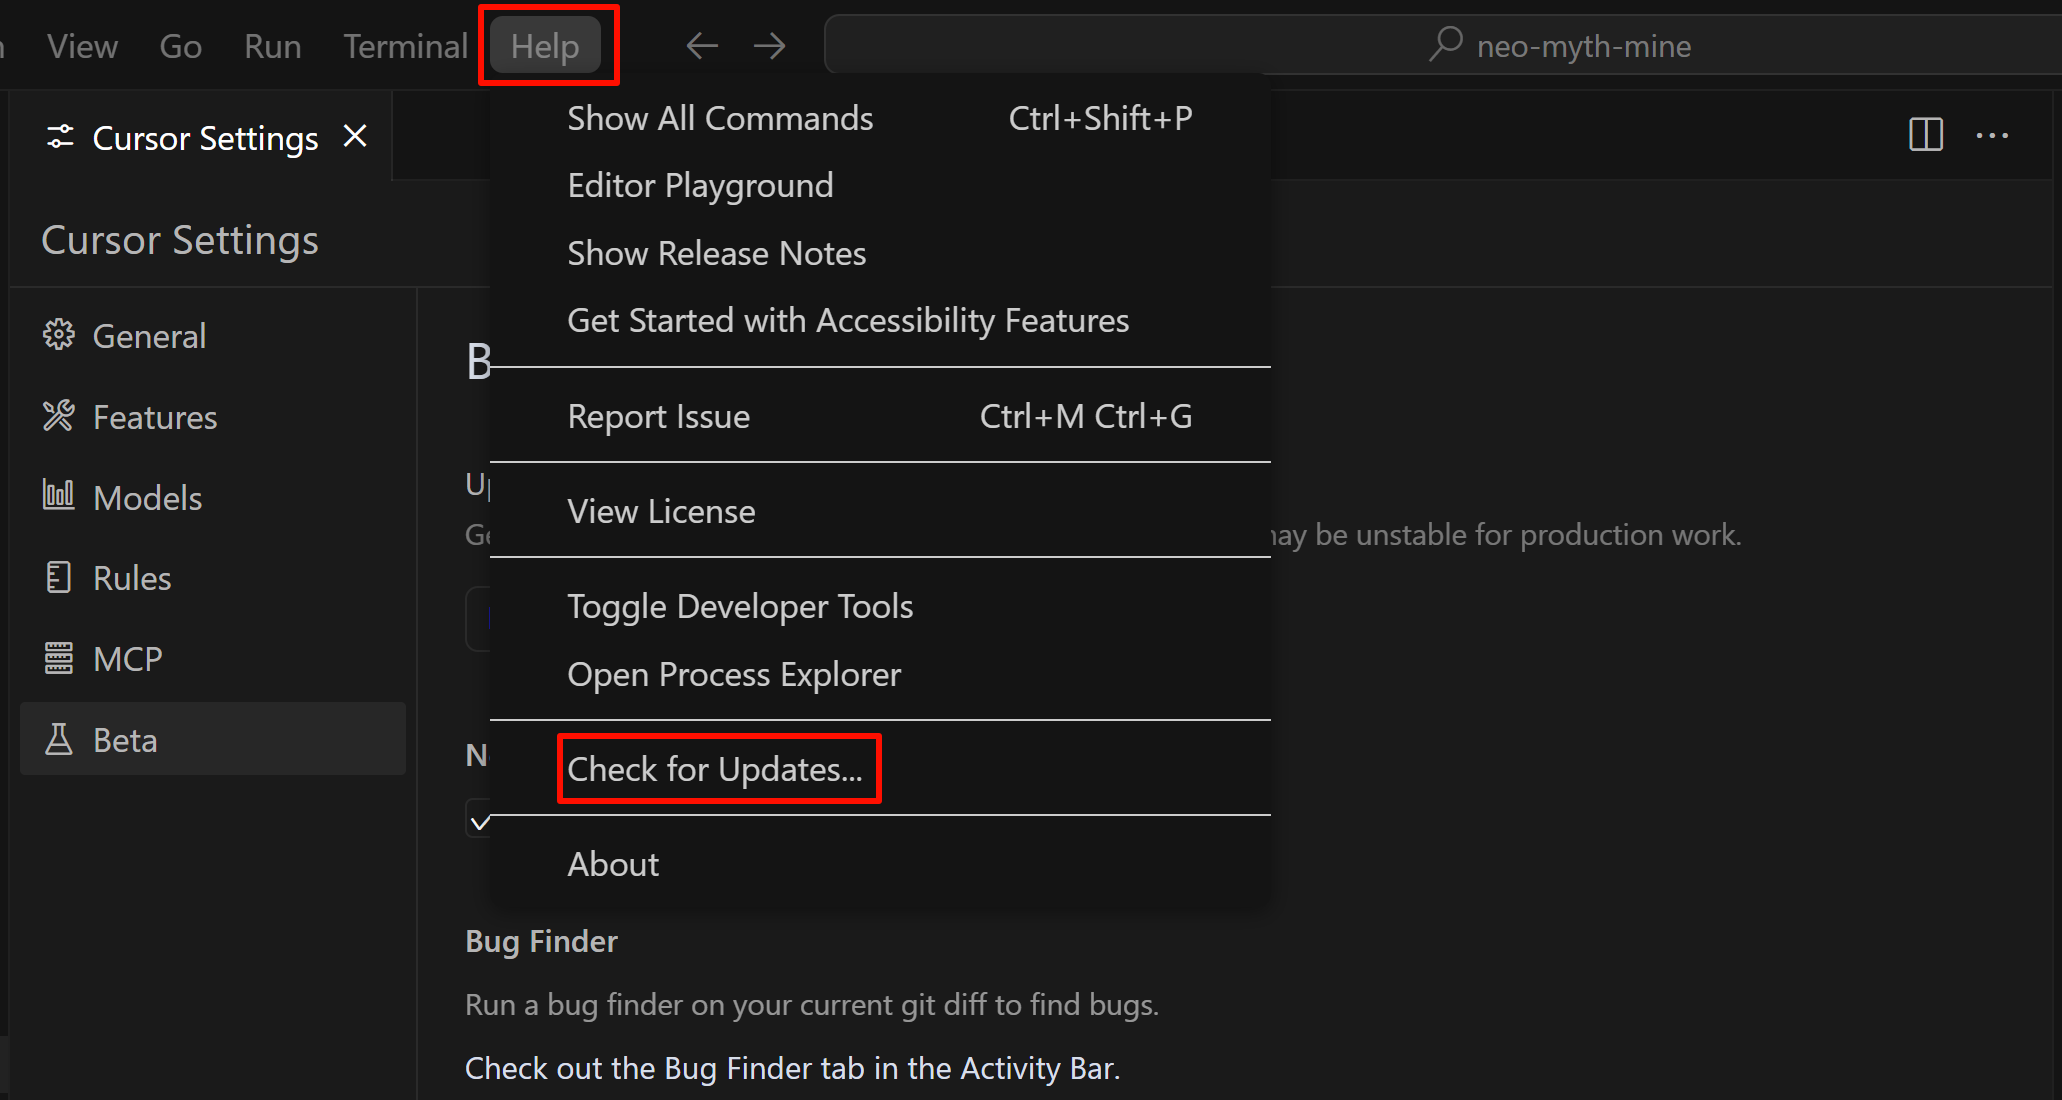 View Go Run Terminal Help neo-myth-mine
Cursor Settings
Show All Commands Ctrl+Shift+P
Editor Playground
Show Release Notes
Get Started with Accessibility Features
Report Issue Ctrl+M Ctrl+G
View License
Toggle Developer Tools
Open Process Explorer
Check for Updates...
About
Cursor Settings
General
Features
Models
Rules
MCP
Beta
may be unstable for production work.
Bug Finder
Run a bug finder on your current git diff to find bugs.
Check out the Bug Finder tab in the Activity Bar.